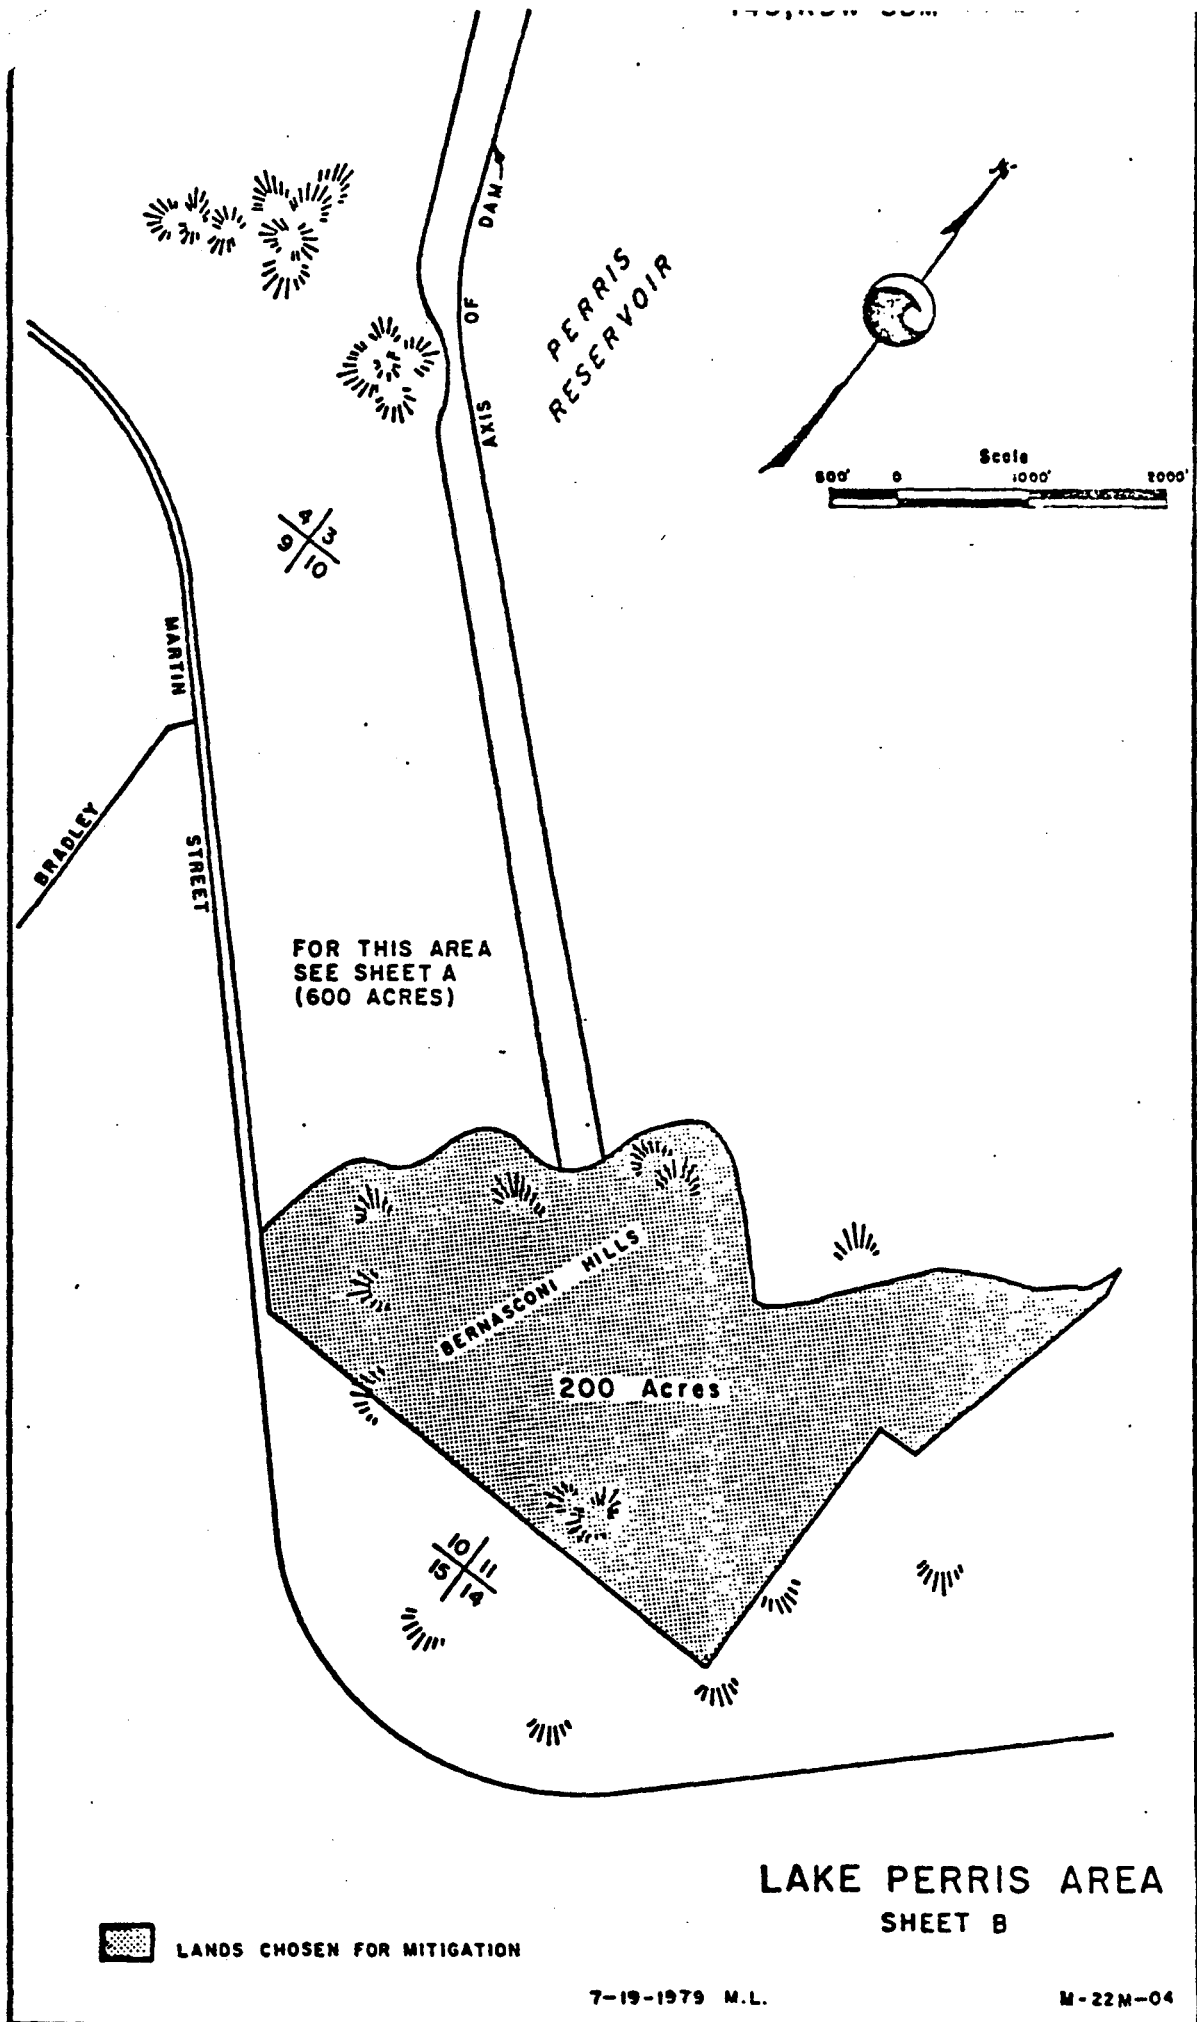 DAM
OF
AXIS
PERRIS
RESERVOIR
Scale
500' 0 1000' 2000'
4 3
9 10
MARTIN
STREET
BRADLEY
FOR THIS AREA
SEE SHEET A
(600 ACRES)
BERNASCONI HILLS
200 Acres
10 11
15 14
LAKE PERRIS AREA
SHEET B
LANDS CHOSEN FOR MITIGATION
7-19-1979 M.L.
M-22M-04